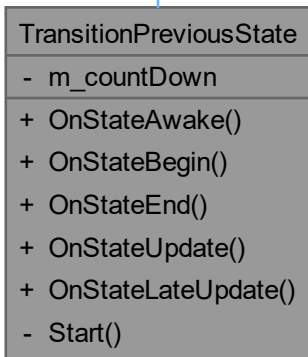 TransitionPreviousState
- m_countDown
+ OnStateAwake()
+ OnStateBegin()
+ OnStateEnd()
+ OnStateUpdate()
+ OnStateLateUpdate()
- Start()